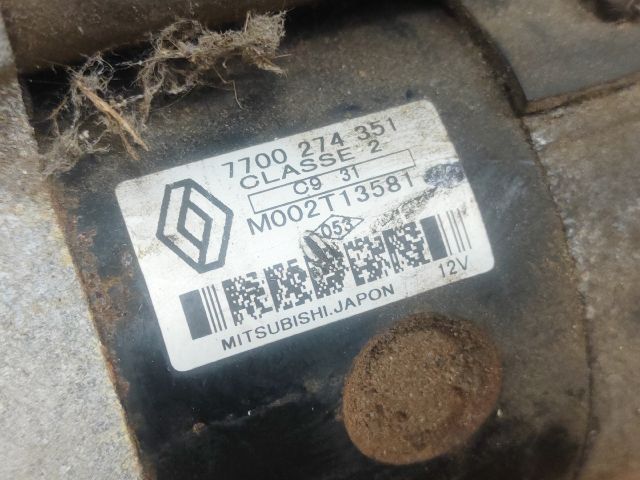 7700 274 351
CLASSE 2
C9 31
M002T13581
053
12V
MITSUBISHI.JAPON